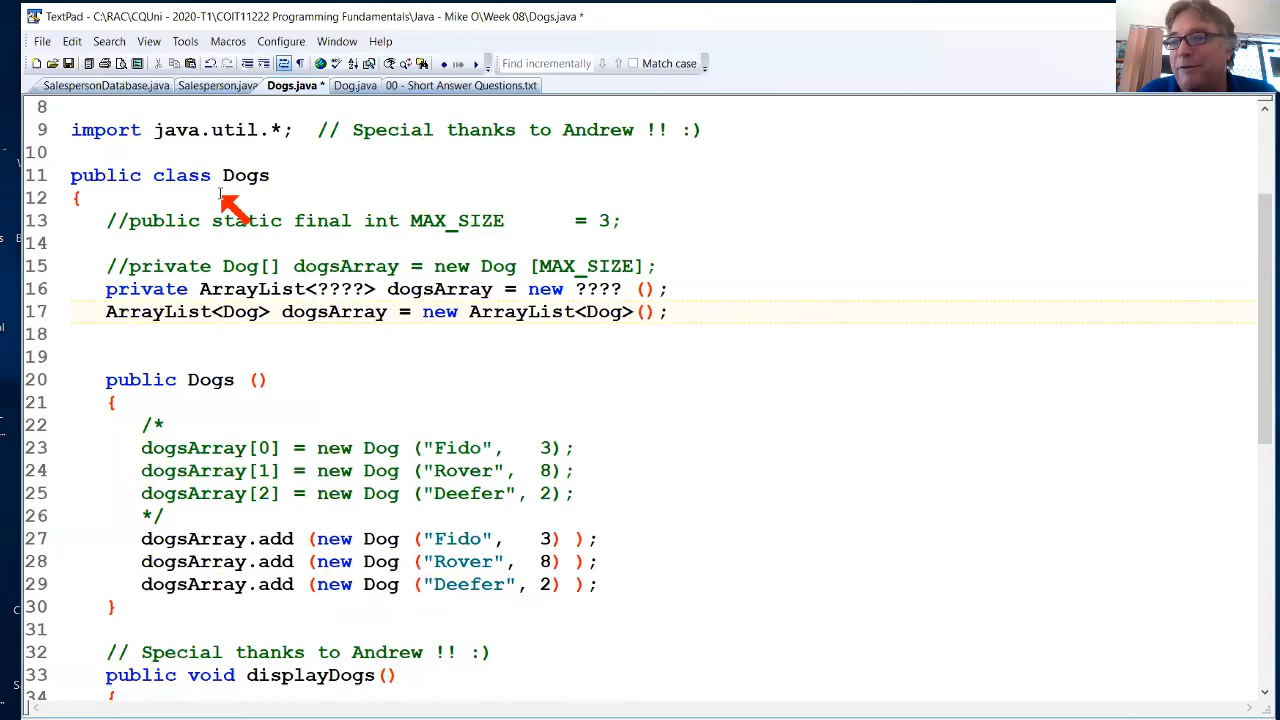 TextPad - C:\RAC\CQUni - 2020-T1\COIT11222 Programming Fundamentals\Java - Mike O\Week 08\Dogs.java *
File Edit Search View Tools Macros Configure Window Help
Find incrementally Match case
SalespersonDatabase.java Salesperson.java Dogs.java * Dog.java 00 - Short Answer Questions.txt
8
9 import java.util.*; // Special thanks to Andrew !! :)
10
11 public class Dogs
12 {
13 //public static final int MAX_SIZE = 3;
14
15 //private Dog[] dogsArray = new Dog [MAX_SIZE];
16 private ArrayList<????> dogsArray = new ???? ();
17 ArrayList<Dog> dogsArray = new ArrayList<Dog>();
18
19
20 public Dogs ()
21 {
22 /*
23 dogsArray[0] = new Dog ("Fido", 3);
24 dogsArray[1] = new Dog ("Rover", 8);
25 dogsArray[2] = new Dog ("Deefer", 2);
26 */
27 dogsArray.add (new Dog ("Fido", 3) );
28 dogsArray.add (new Dog ("Rover", 8) );
29 dogsArray.add (new Dog ("Deefer", 2) );
30 }
31
32 // Special thanks to Andrew !! :)
33 public void displayDogs()
34 {